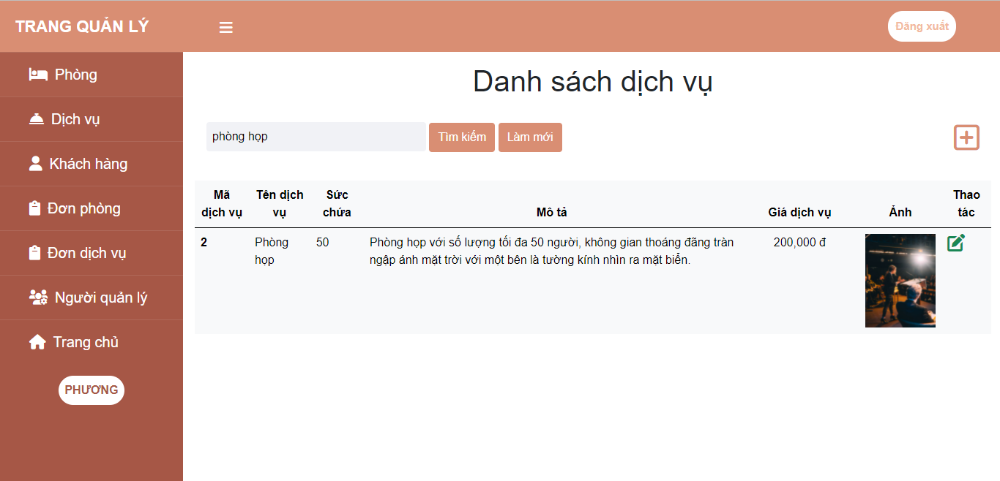 TRANG QUẢN LÝ
Đăng xuất
Phòng
Dịch vụ
Khách hàng
Đơn phòng
Đơn dịch vụ
Người quản lý
Trang chủ
PHƯƠNG
Danh sách dịch vụ
phòng họp
Tìm kiếm
Làm mới
Mã dịch vụ
Tên dịch vụ
Sức chứa
Mô tả
Giá dịch vụ
Ảnh
Thao tác
2
Phòng họp
50
Phòng họp với số lượng tối đa 50 người, không gian thoáng đãng tràn
ngập ánh mặt trời với một bên là tường kính nhìn ra mặt biển.
200,000 đ